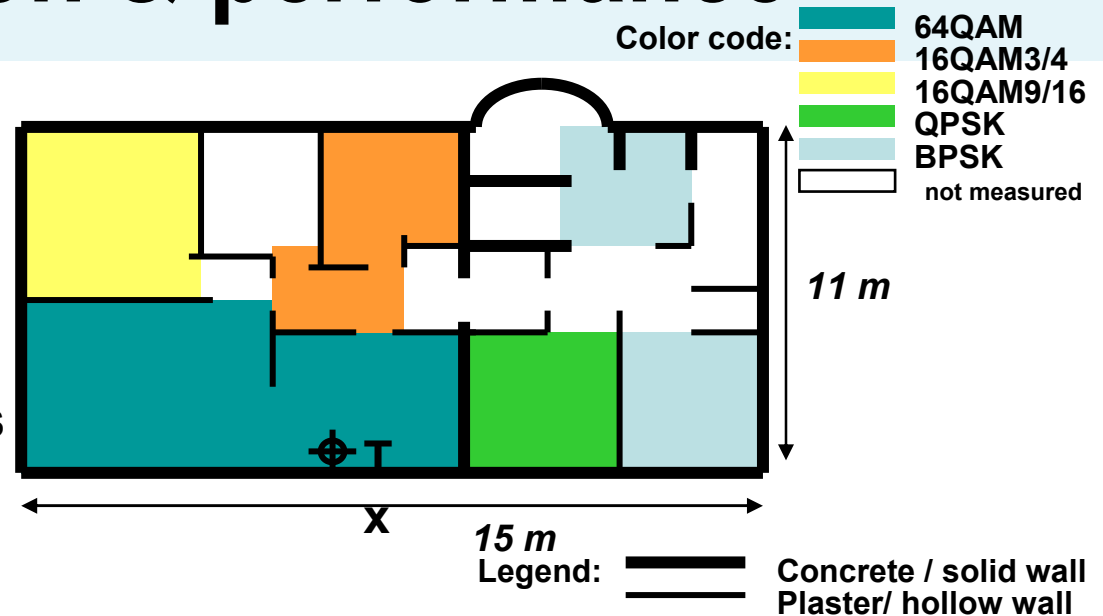 & performance
Color code:
64QAM
16QAM3/4
16QAM9/16
QPSK
BPSK
not measured
11 m
T
x
15 m
Legend:
Concrete / solid wall
Plaster/ hollow wall